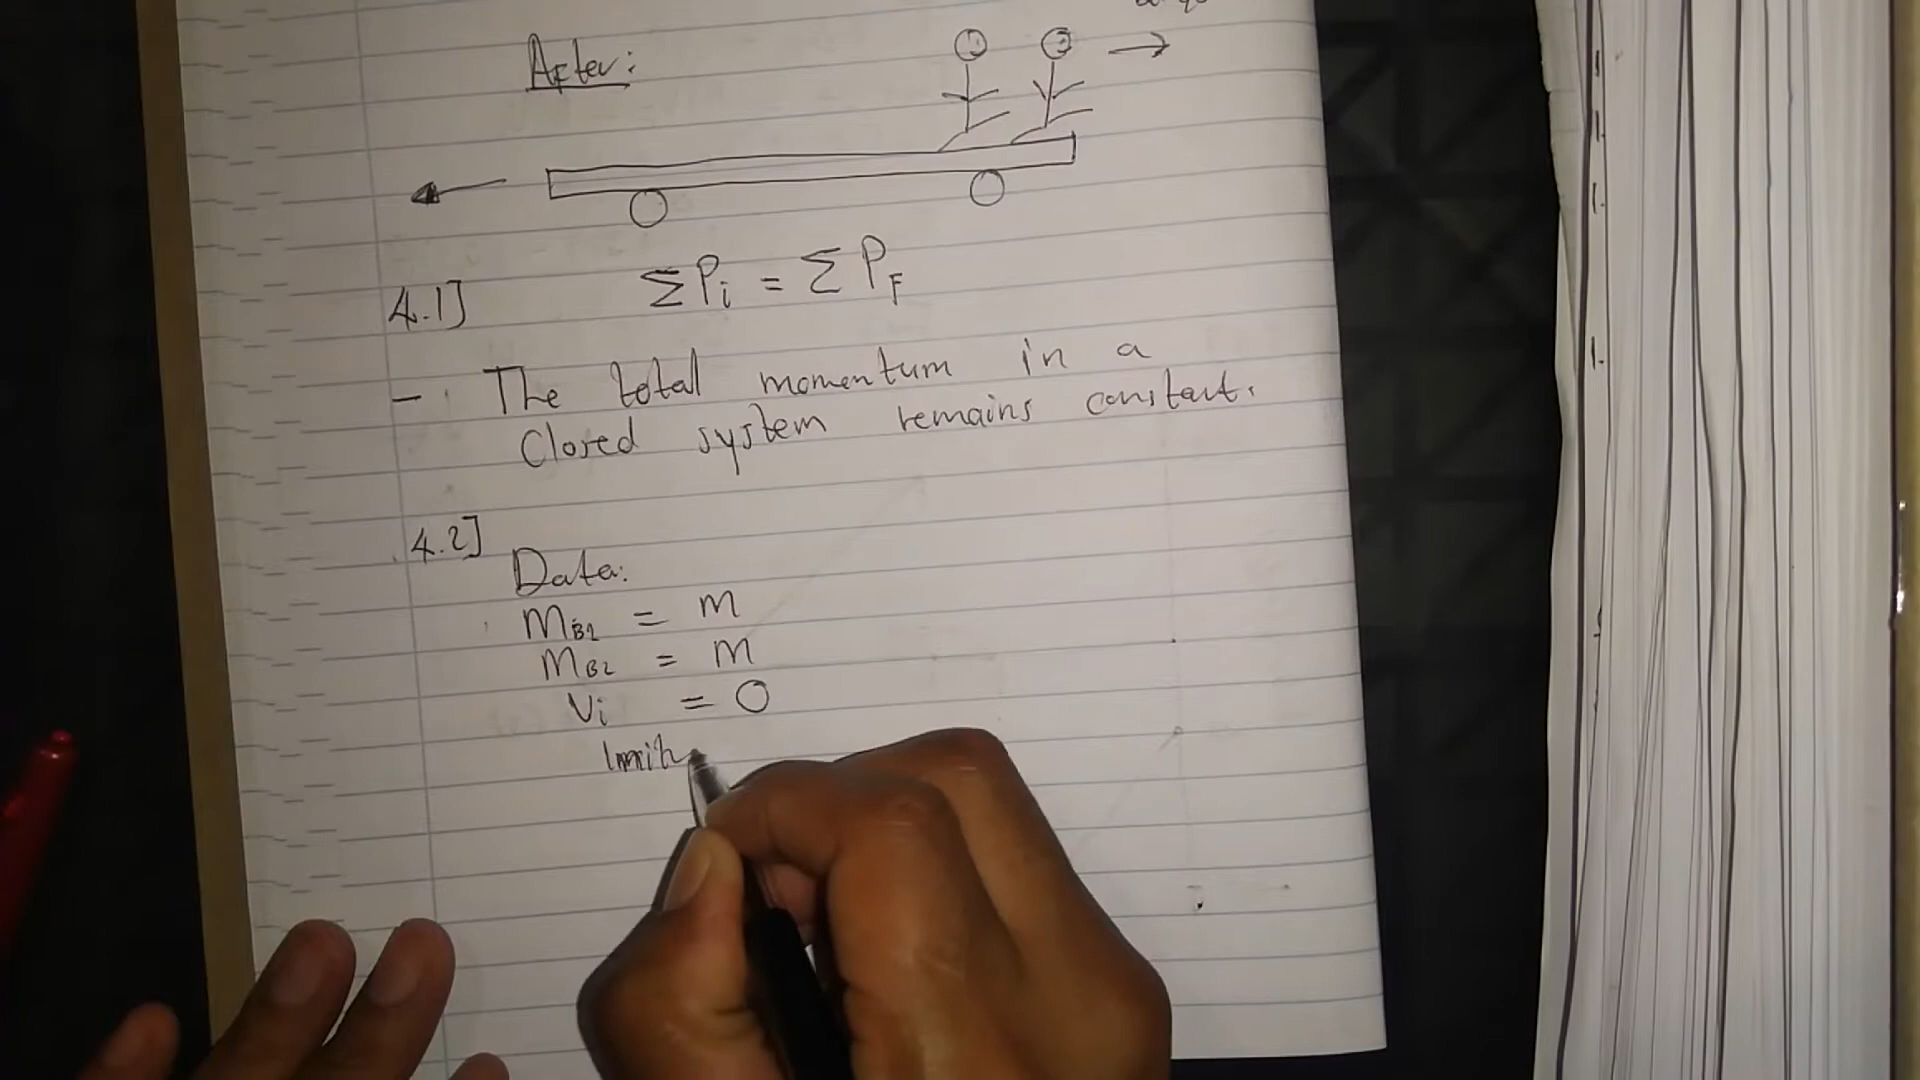 After:
4.1] ΣPi = ΣPF
- The total momentum in a
Closed system remains constant.
4.2]
Data:
MB1 = m
MB2 = m
Vi = 0